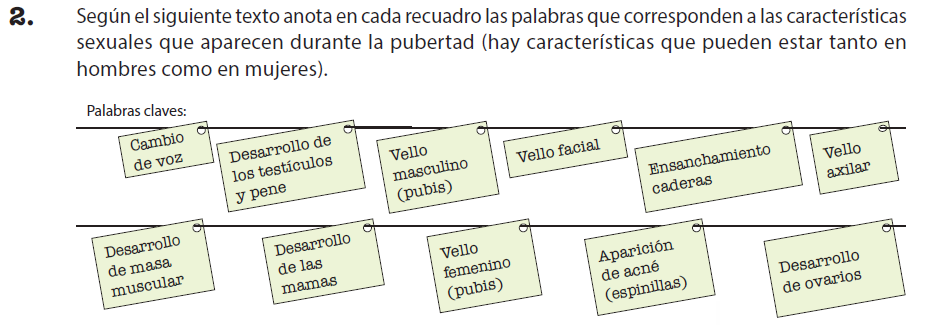 2. Según el siguiente texto anota en cada recuadro las palabras que corresponden a las características
sexuales que aparecen durante la pubertad (hay características que pueden estar tanto en
hombres como en mujeres).
Palabras claves:
Cambio
de voz
Desarrollo de
los testículos
y pene
Vello
masculino
(pubis)
Vello facial
Ensanchamiento
caderas
Vello
axilar
Desarrollo
de masa
muscular
Desarrollo
de las
mamas
Vello
femenino
(pubis)
Aparición
de acné
(espinillas)
Desarrollo
de ovarios